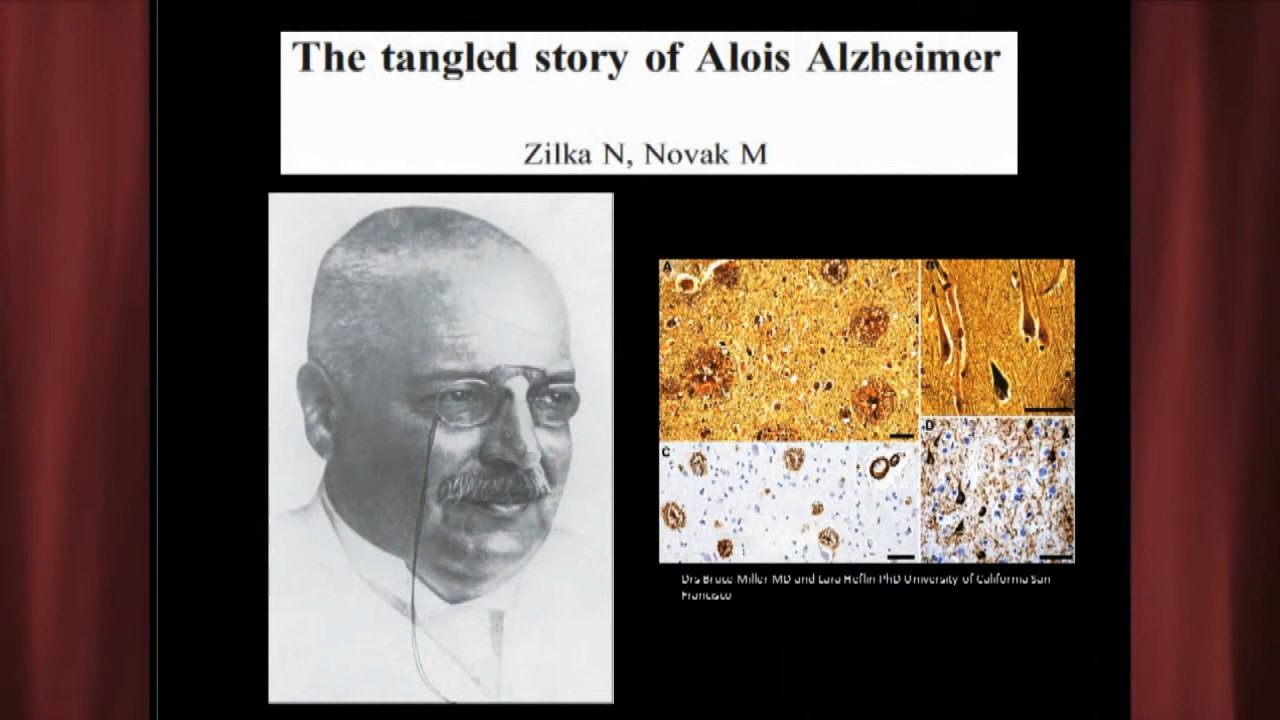 The tangled story of Alois Alzheimer
Zilka N, Novak M
A
B
C
D
Drs Bruce Miller MD and Lara Heflin PhD University of California San
Francisco